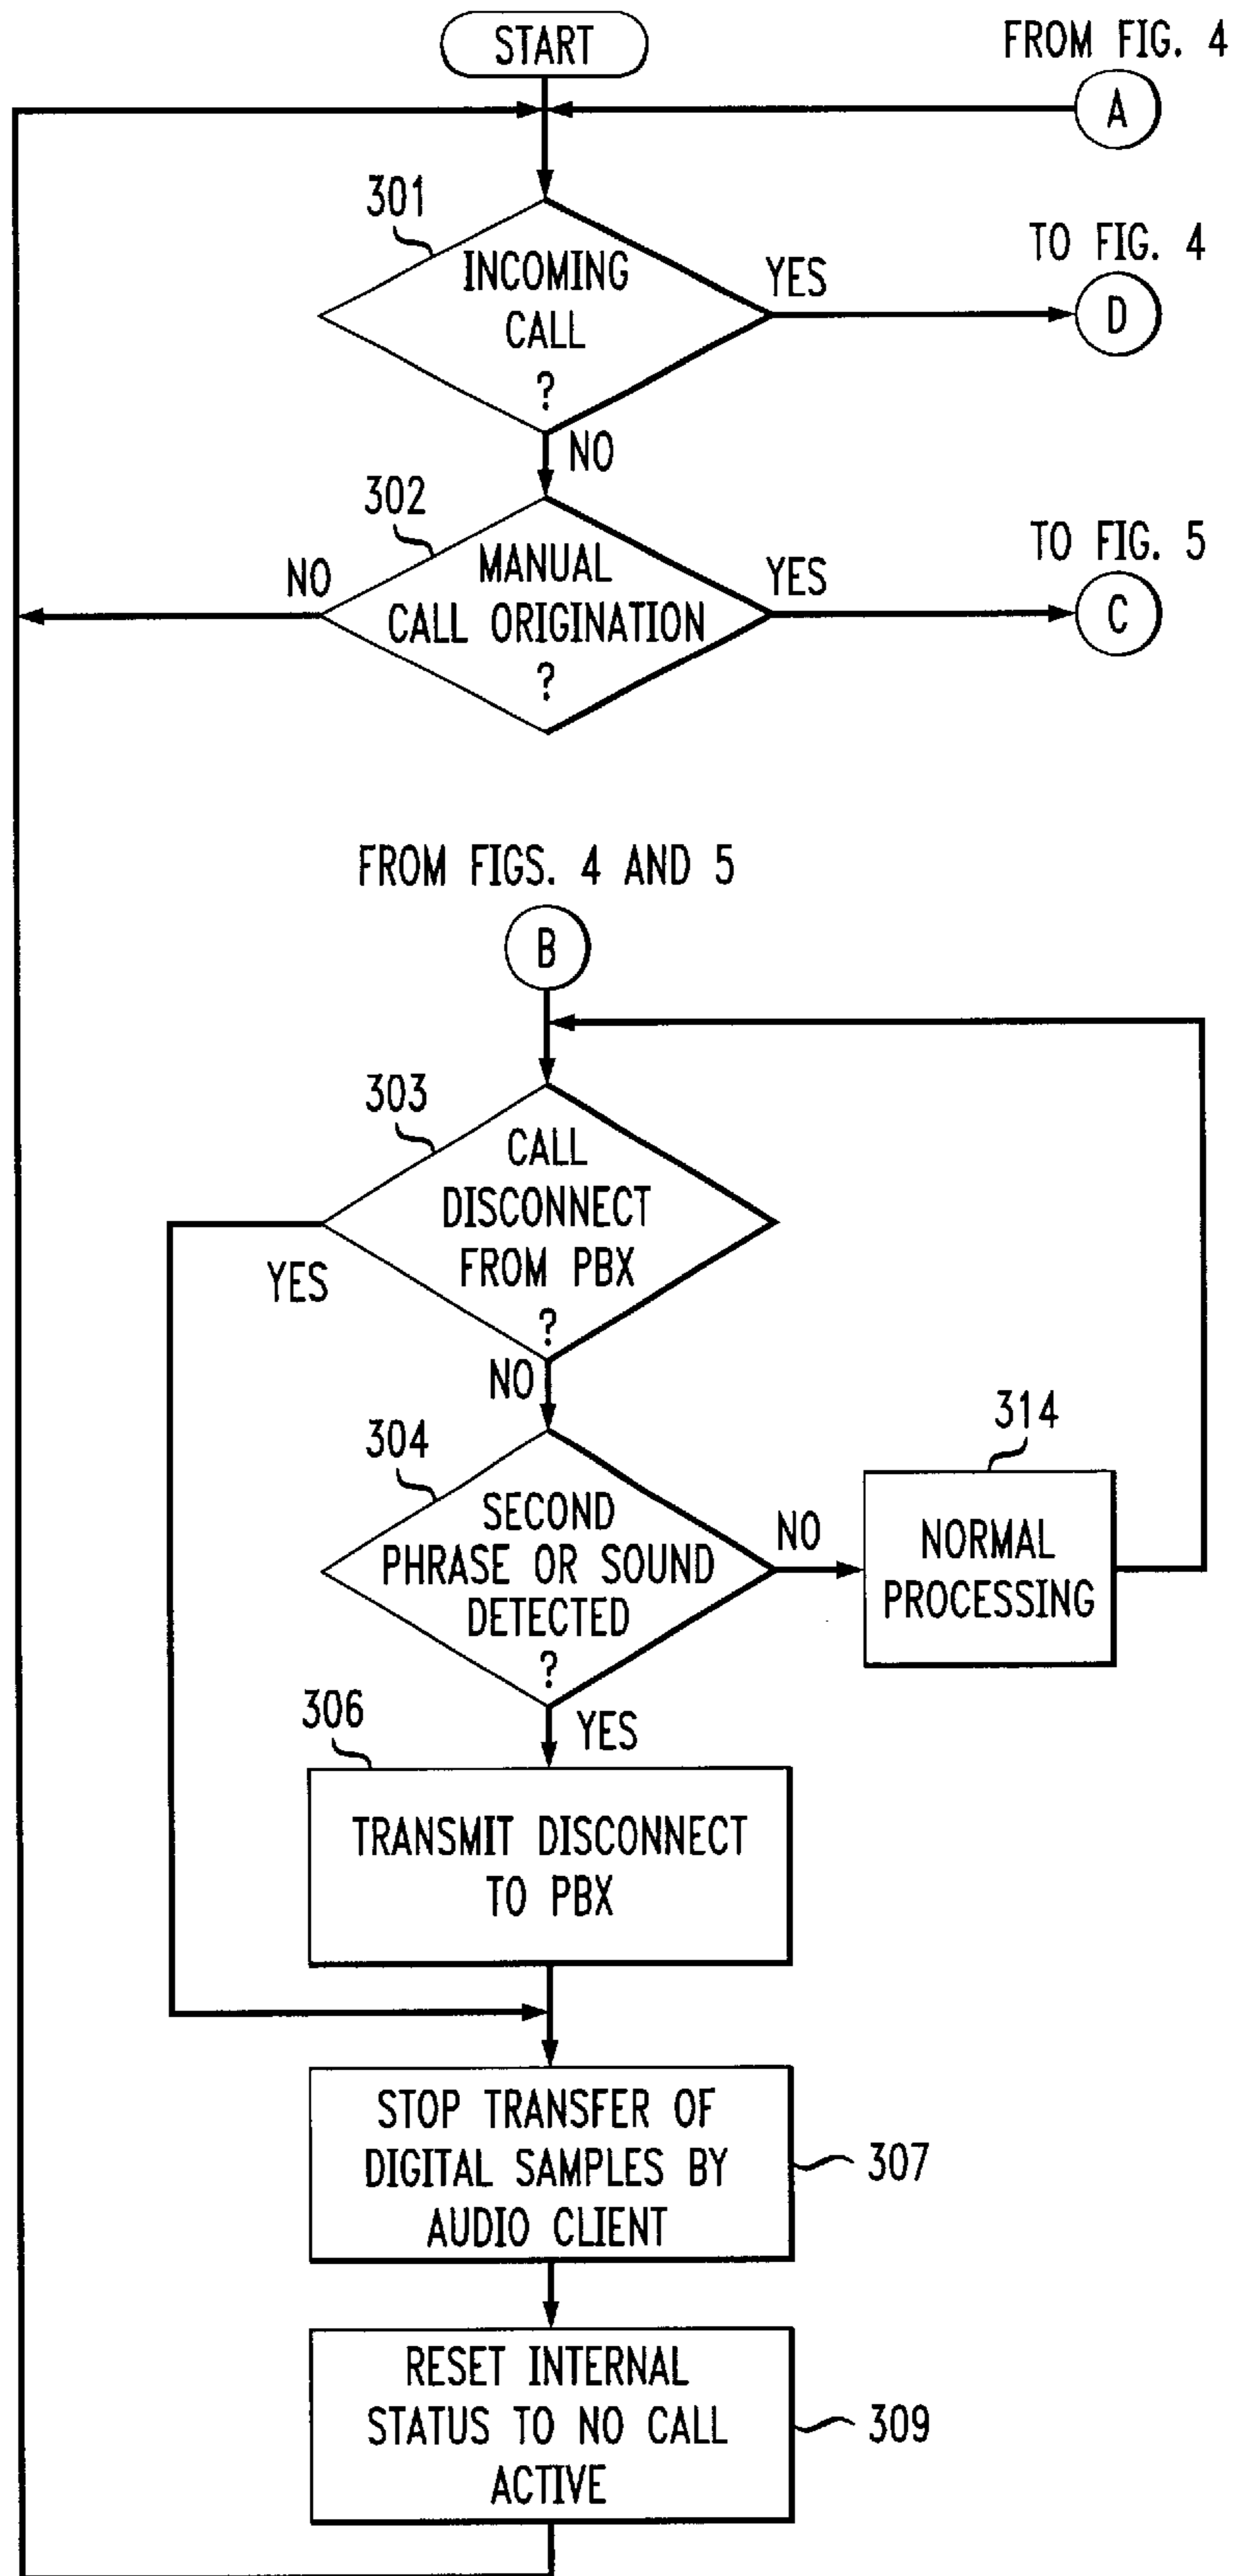 START
FROM FIG. 4
A
301
INCOMING
CALL
?
YES
TO FIG. 4
D
NO
302
MANUAL
CALL ORIGINATION
?
NO
YES
TO FIG. 5
C
FROM FIGS. 4 AND 5
B
303
CALL
DISCONNECT
FROM PBX
?
YES
NO
304
SECOND
PHRASE OR SOUND
DETECTED
?
NO
314
NORMAL
PROCESSING
YES
306
TRANSMIT DISCONNECT
TO PBX
STOP TRANSFER OF
DIGITAL SAMPLES BY
AUDIO CLIENT
307
RESET INTERNAL
STATUS TO NO CALL
ACTIVE
309